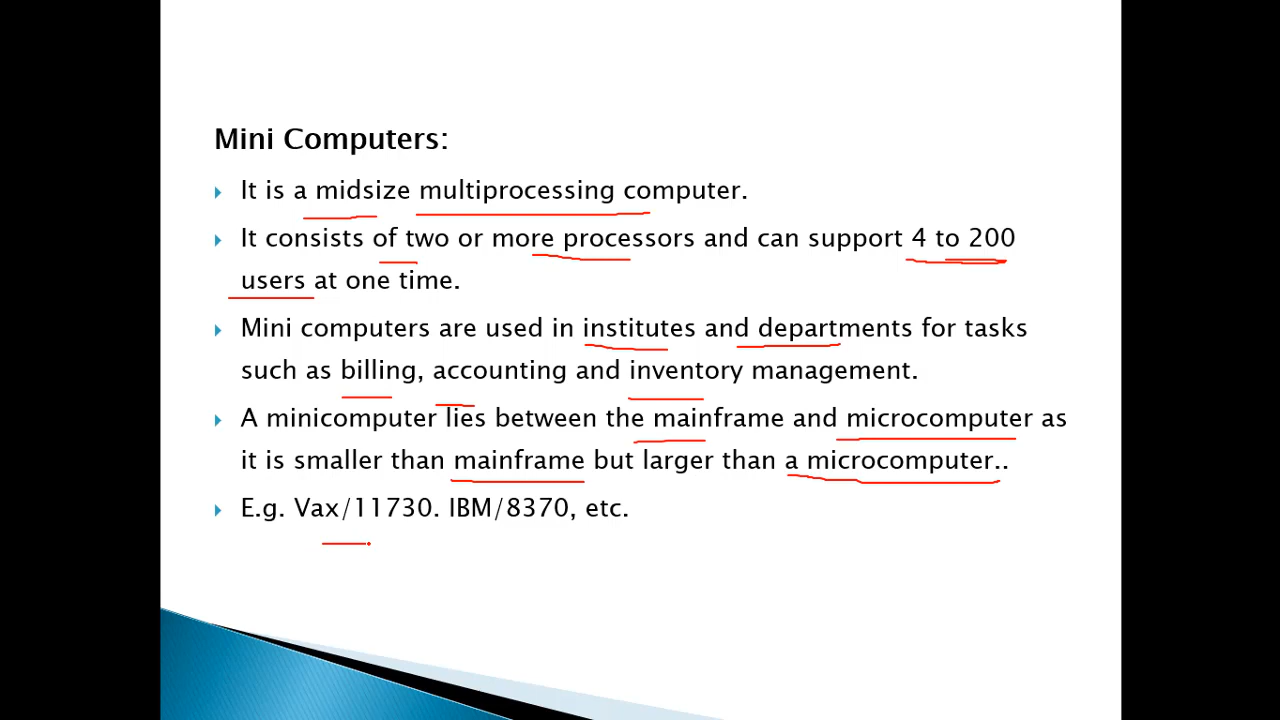 Mini Computers:
It is a midsize multiprocessing computer.
It consists of two or more processors and can support 4 to 200
users at one time.
Mini computers are used in institutes and departments for tasks
such as billing, accounting and inventory management.
A minicomputer lies between the mainframe and microcomputer as
it is smaller than mainframe but larger than a microcomputer..
E.g. Vax/11730. IBM/8370, etc.